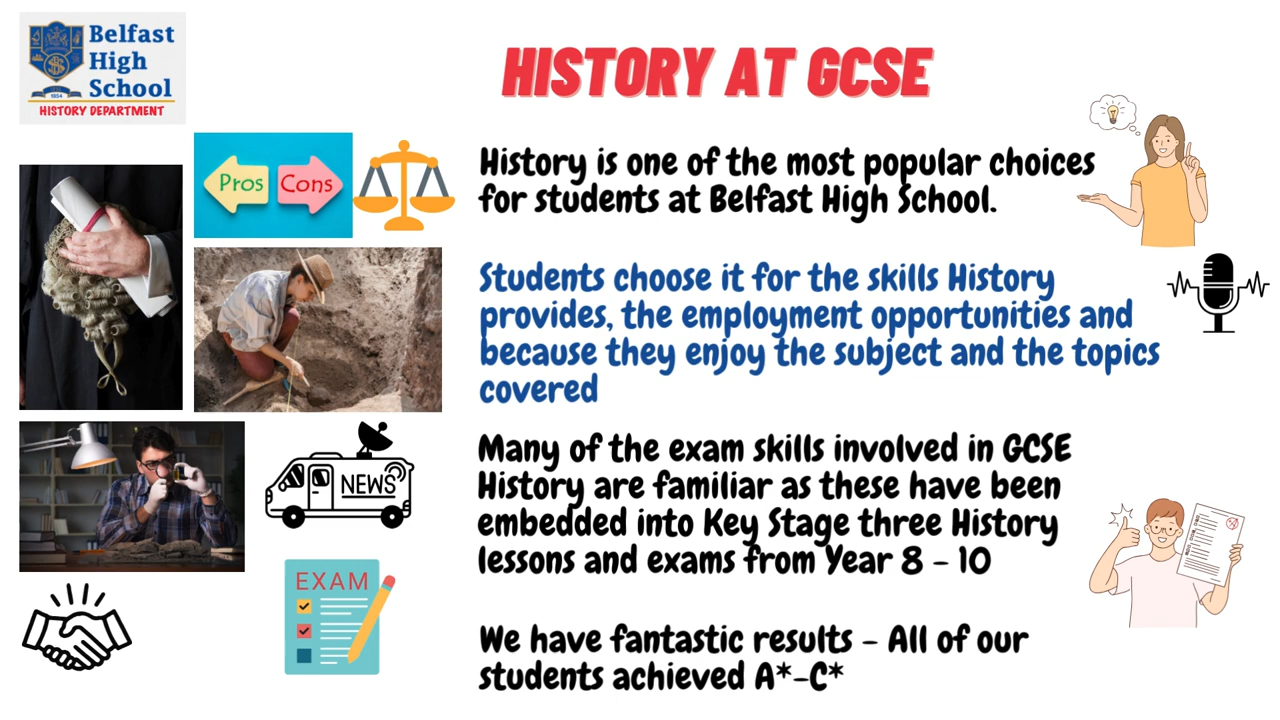 Belfast
High
School
HISTORY DEPARTMENT
HISTORY AT GCSE
Pros
Cons
History is one of the most popular choices
for students at Belfast High School.
Students choose it for the skills History
provides, the employment opportunities and
because they enjoy the subject and the topics
covered
NEWS
Many of the exam skills involved in GCSE
History are familiar as these have been
embedded into Key Stage three History
lessons and exams from Year 8 - 10
EXAM
We have fantastic results - All of our
students achieved A*-C*